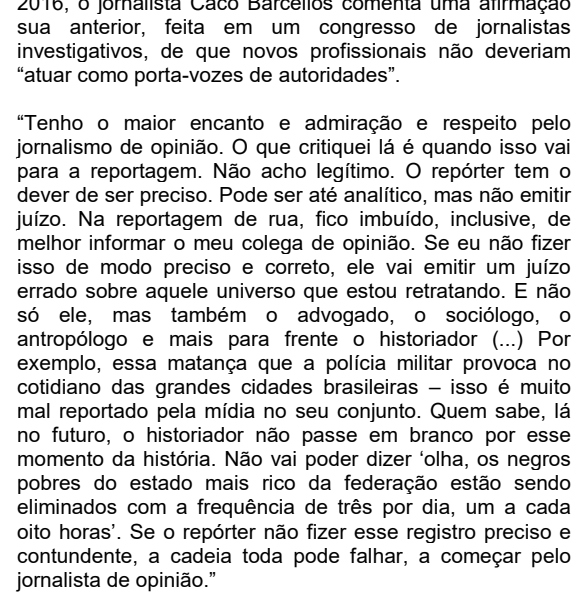 2016, o jornalista Caco Barcellos comenta uma afirmação
sua anterior, feita em um congresso de jornalistas
investigativos, de que novos profissionais não deveriam
“atuar como porta-vozes de autoridades”.
“Tenho o maior encanto e admiração e respeito pelo
jornalismo de opinião. O que critiquei lá é quando isso vai
para a reportagem. Não acho legítimo. O repórter tem o
dever de ser preciso. Pode ser até analítico, mas não emitir
juízo. Na reportagem de rua, fico imbuído, inclusive, de
melhor informar o meu colega de opinião. Se eu não fizer
isso de modo preciso e correto, ele vai emitir um juízo
errado sobre aquele universo que estou retratando. E não
só ele, mas também o advogado, o sociólogo, o
antropólogo e mais para frente o historiador (...) Por
exemplo, essa matança que a polícia militar provoca no
cotidiano das grandes cidades brasileiras – isso é muito
mal reportado pela mídia no seu conjunto. Quem sabe, lá
no futuro, o historiador não passe em branco por esse
momento da história. Não vai poder dizer ‘olha, os negros
pobres do estado mais rico da federação estão sendo
eliminados com a frequência de três por dia, um a cada
oito horas’. Se o repórter não fizer esse registro preciso e
contundente, a cadeia toda pode falhar, a começar pelo
jornalista de opinião.”